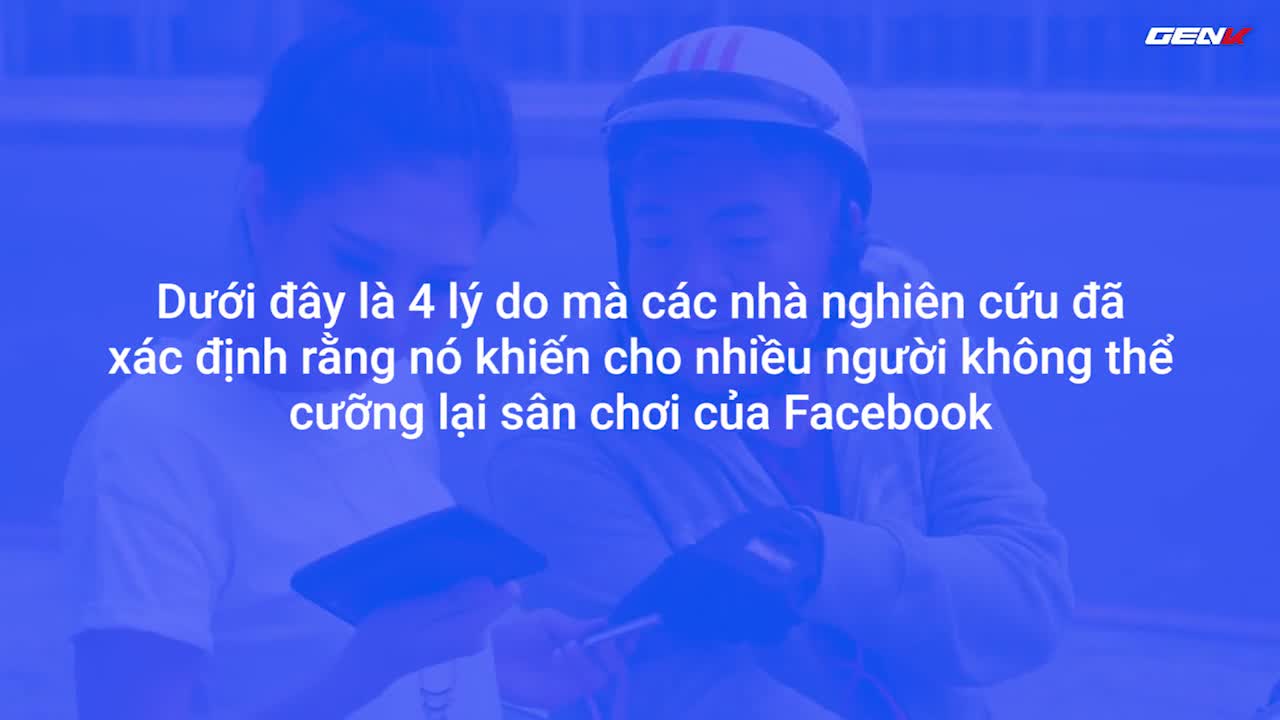 GENK
Dưới đây là 4 lý do mà các nhà nghiên cứu đã
xác định rằng nó khiến cho nhiều người không thể
cưỡng lại sân chơi của Facebook